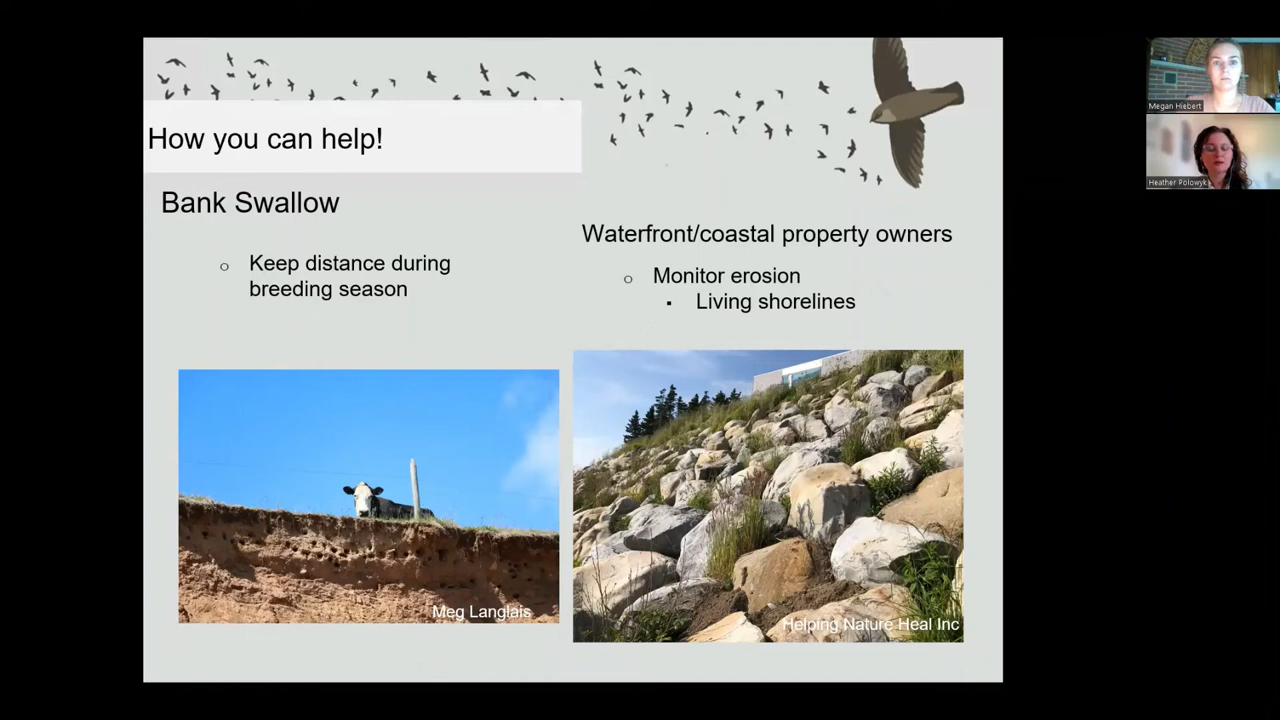 How you can help!
Bank Swallow
Keep distance during
breeding season
Waterfront/coastal property owners
Monitor erosion
Living shorelines
Meg Langlais
Helping Nature Heal Inc
Megan Hiebert
Heather Polowyk